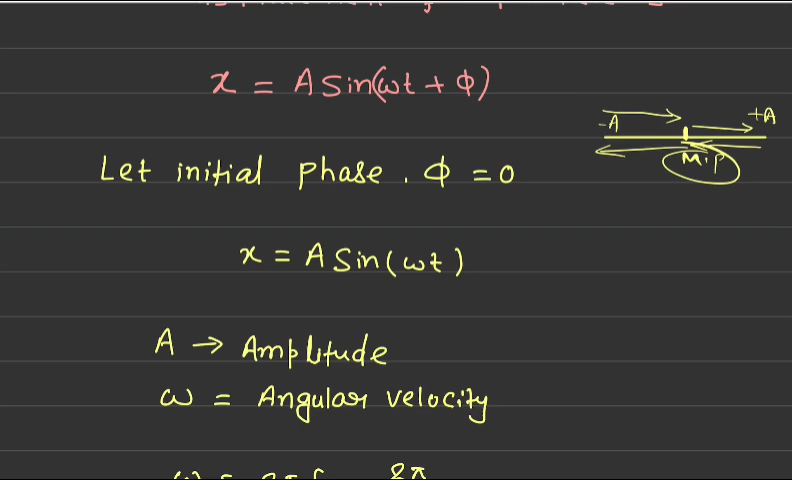 x = A Sin(ωt + φ)
-A +A
M.P
Let initial phase . φ = 0
x = A Sin(ωt)
A → Amplitude
ω = Angular velocity